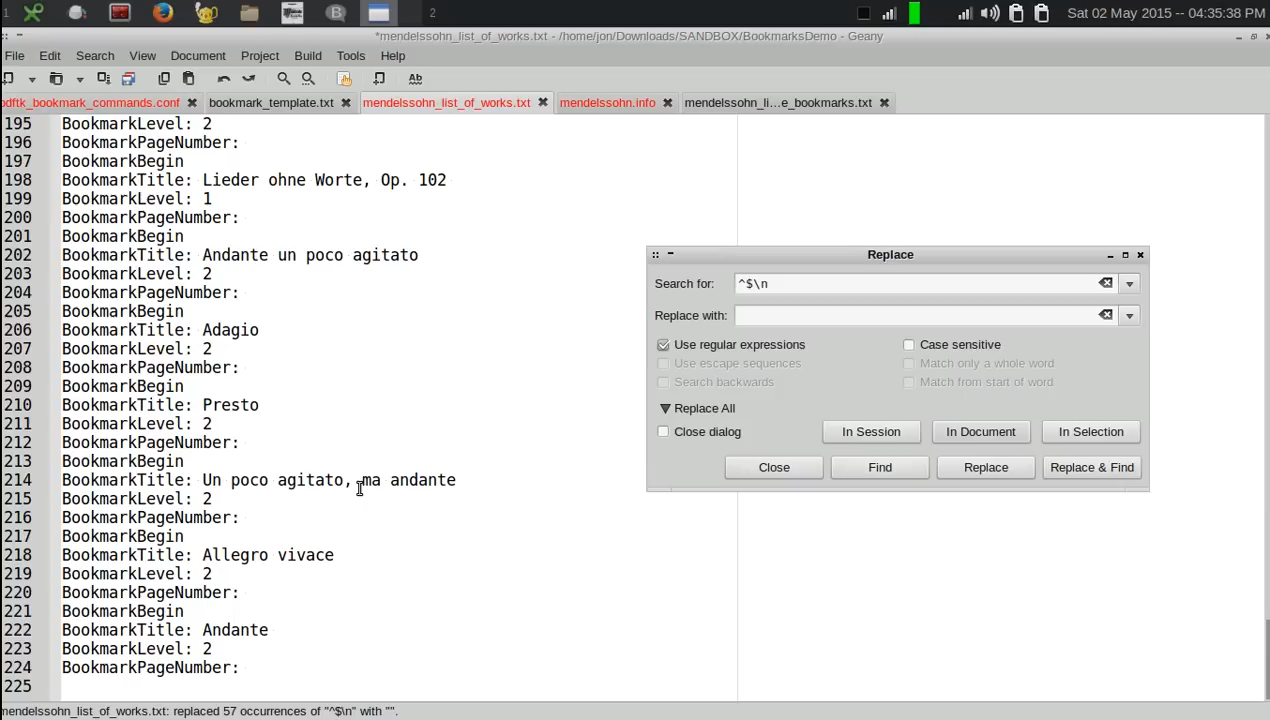 1
2
Sat 02 May 2015 -- 04:35:38 PM
*mendelssohn_list_of_works.txt - /home/jon/Downloads/SANDBOX/BookmarksDemo - Geany
File Edit Search View Document Project Build Tools Help
Ab
pdftk_bookmark_commands.conf bookmark_template.txt mendelssohn_list_of_works.txt mendelssohn.info mendelssohn_li...e_bookmarks.txt
195 BookmarkLevel: 2
196 BookmarkPageNumber:
197 BookmarkBegin
198 BookmarkTitle: Lieder ohne Worte, Op. 102
199 BookmarkLevel: 1
200 BookmarkPageNumber:
201 BookmarkBegin
202 BookmarkTitle: Andante un poco agitato
203 BookmarkLevel: 2
204 BookmarkPageNumber:
205 BookmarkBegin
206 BookmarkTitle: Adagio
207 BookmarkLevel: 2
208 BookmarkPageNumber:
209 BookmarkBegin
210 BookmarkTitle: Presto
211 BookmarkLevel: 2
212 BookmarkPageNumber:
213 BookmarkBegin
214 BookmarkTitle: Un poco agitato, ma andante
215 BookmarkLevel: 2
216 BookmarkPageNumber:
217 BookmarkBegin
218 BookmarkTitle: Allegro vivace
219 BookmarkLevel: 2
220 BookmarkPageNumber:
221 BookmarkBegin
222 BookmarkTitle: Andante
223 BookmarkLevel: 2
224 BookmarkPageNumber:
225
Replace
Search for: ^$\n
Replace with:
Use regular expressions Case sensitive
Use escape sequences Match only a whole word
Search backwards Match from start of word
Replace All
Close dialog In Session In Document In Selection
Close Find Replace Replace & Find
mendelssohn_list_of_works.txt: replaced 57 occurrences of "^$\n" with "".